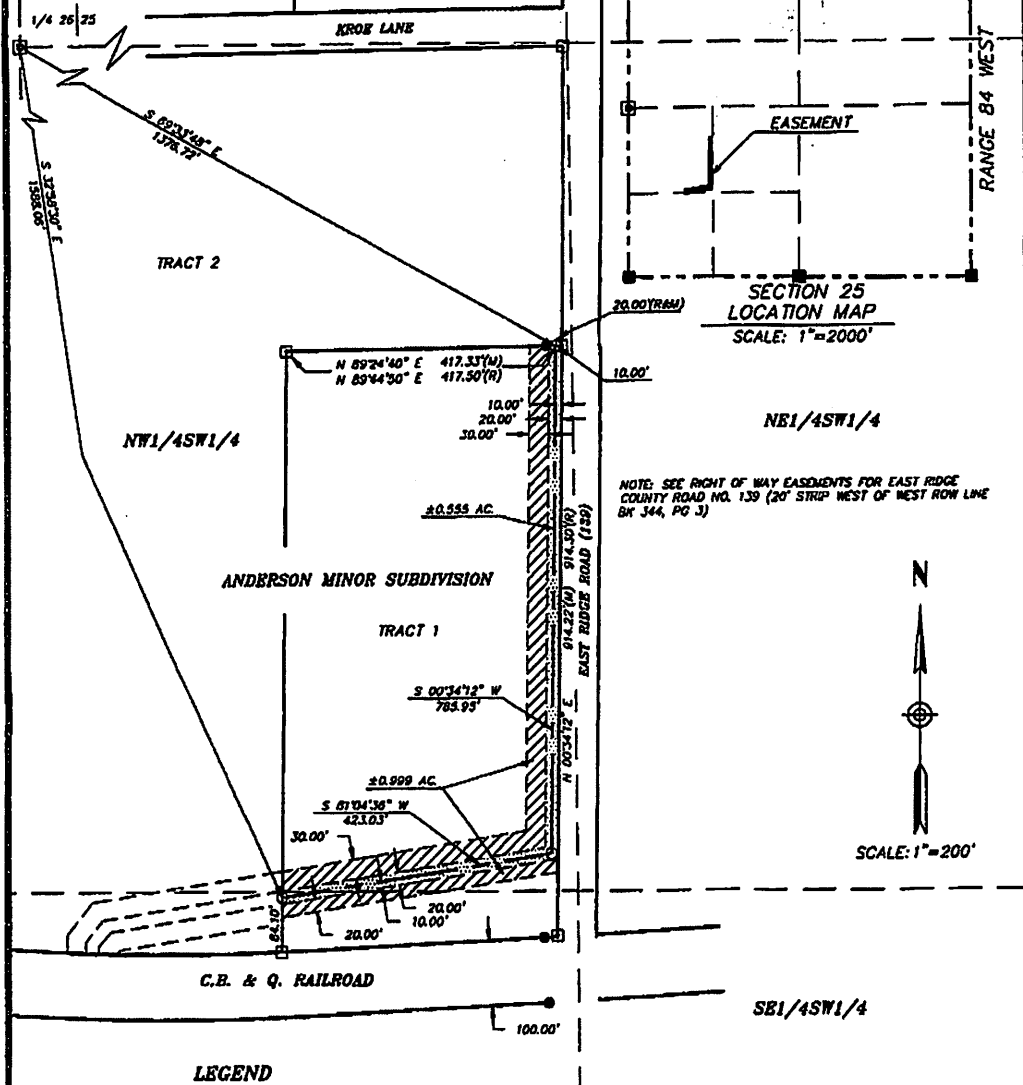 1/4 26 25
KROE LANE
RANGE 84 WEST
EASEMENT
S 69°33'48" E
1376.72'
TRACT 2
SECTION 25
LOCATION MAP
SCALE: 1"=2000'
20.00'(R&M)
N 89°24'40" E 417.33'(M)
N 89°44'50" E 417.50'(R)
10.00'
10.00'
20.00'
30.00'
NW1/4SW1/4
NE1/4SW1/4
NOTE: SEE RIGHT OF WAY EASEMENTS FOR EAST RIDGE
COUNTY ROAD NO. 139 (20' STRIP WEST OF WEST ROW LINE
BK 344, PG 3)
±0.555 AC.
ANDERSON MINOR SUBDIVISION
TRACT 1
N 00°34'12" E 914.22'(M) 914.30'(R)
EAST RIDGE ROAD (139)
N
S 00°34'12" W
785.95'
±0.999 AC.
S 81°04'36" W
423.03'
30.00'
SCALE: 1"=200'
20.00'
10.00'
20.00'
84.10'
C.B. & Q. RAILROAD
SE1/4SW1/4
100.00'
LEGEND